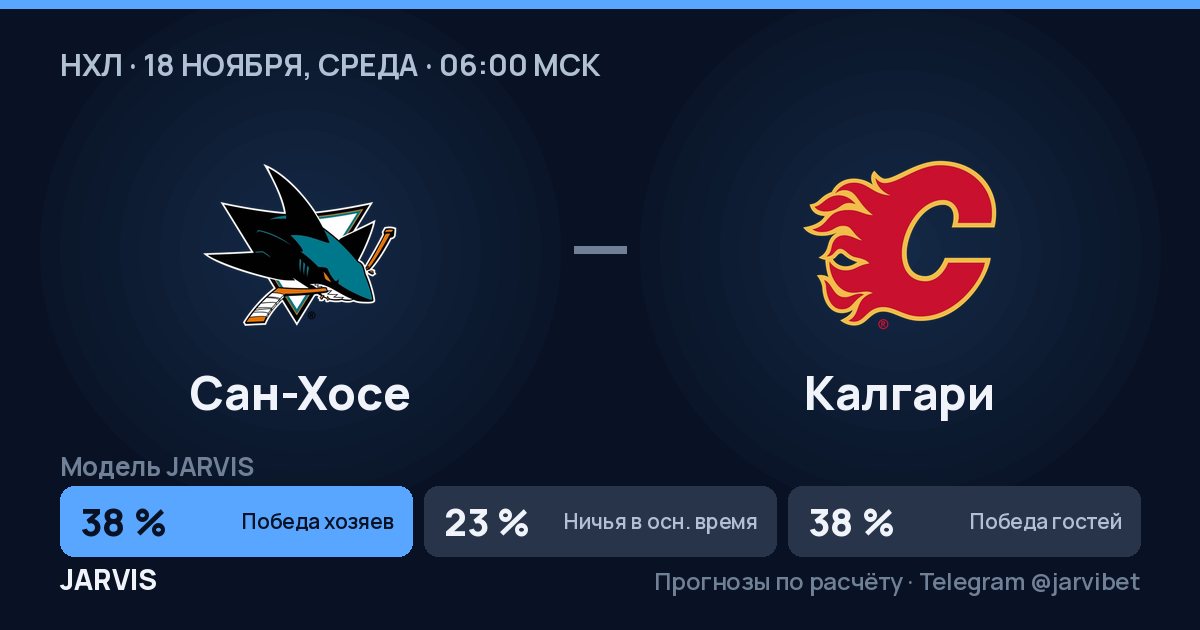 НХЛ · 18 НОЯБРЯ, СРЕДА · 06:00 МСК
—
Сан-Хосе
Калгари
Модель JARVIS
38 % Победа хозяев
23 % Ничья в осн. время
38 % Победа гостей
JARVIS
Прогнозы по расчёту · Telegram @jarvibet